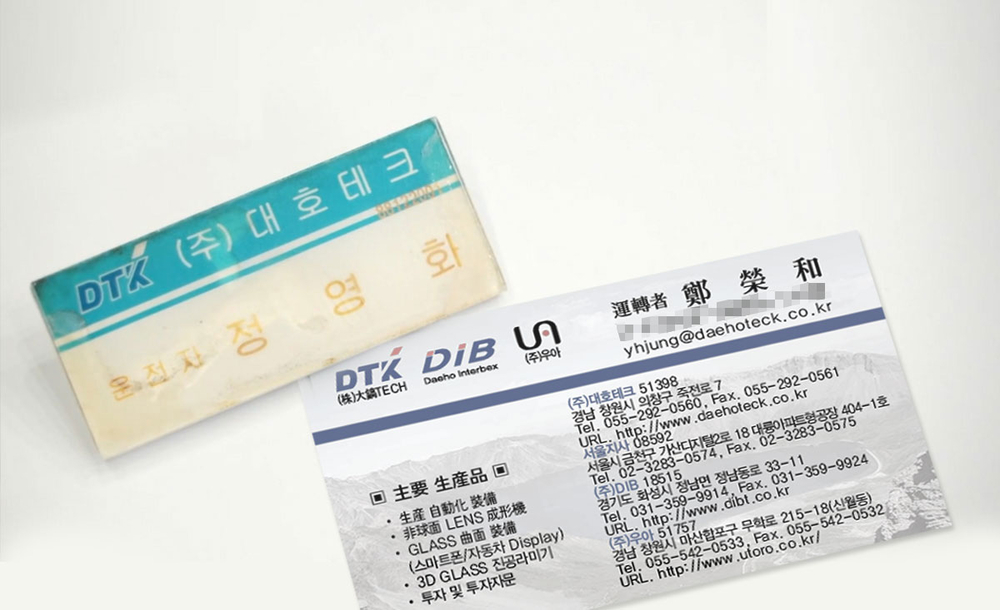 DTK (주)대호테크
운전자 정영화
DTK DiB UA
(株)大鎬TECH Daeho Interbex (주)우아
運轉者 鄭榮和
yhjung@daehoteck.co.kr
▣ 主要 生産品 ▣
· 生産 自動化 裝備
· 非球面 LENS 成形機
· GLASS 曲面 裝備
(스마트폰/자동차 Display)
· 3D GLASS 진공라미기
· 투자 및 투자자문
(주)대호테크 51398
경남 창원시 의창구 죽전로 7
Tel. 055-292-0560, Fax. 055-292-0561
URL. http://www.daehoteck.co.kr
서울지사 08592
서울시 금천구 가산디지털2로 18 대륭아파트형공장 404-1호
Tel. 02-3283-0574, Fax. 02-3283-0575
(주)DIB 18515
경기도 화성시 정남면 정남동로 33-11
Tel. 031-359-9914, Fax. 031-359-9924
URL. http://www.dibt.co.kr
(주)우아 51757
경남 창원시 마산합포구 무학로 215-18(신월동)
Tel. 055-542-0533, Fax. 055-542-0532
URL. http://www.utoro.co.kr/